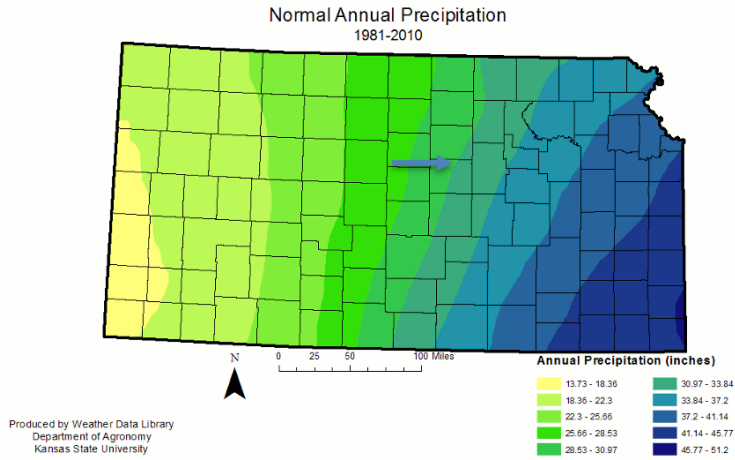 Normal Annual Precipitation
1981-2010
N
0 25 50 100 Miles
Annual Precipitation (inches)
13.73 - 18.36
18.36 - 22.3
22.3 - 25.66
25.66 - 28.53
28.53 - 30.97
30.97 - 33.84
33.84 - 37.2
37.2 - 41.14
41.14 - 45.77
45.77 - 51.2
Produced by Weather Data Library
Department of Agronomy
Kansas State University